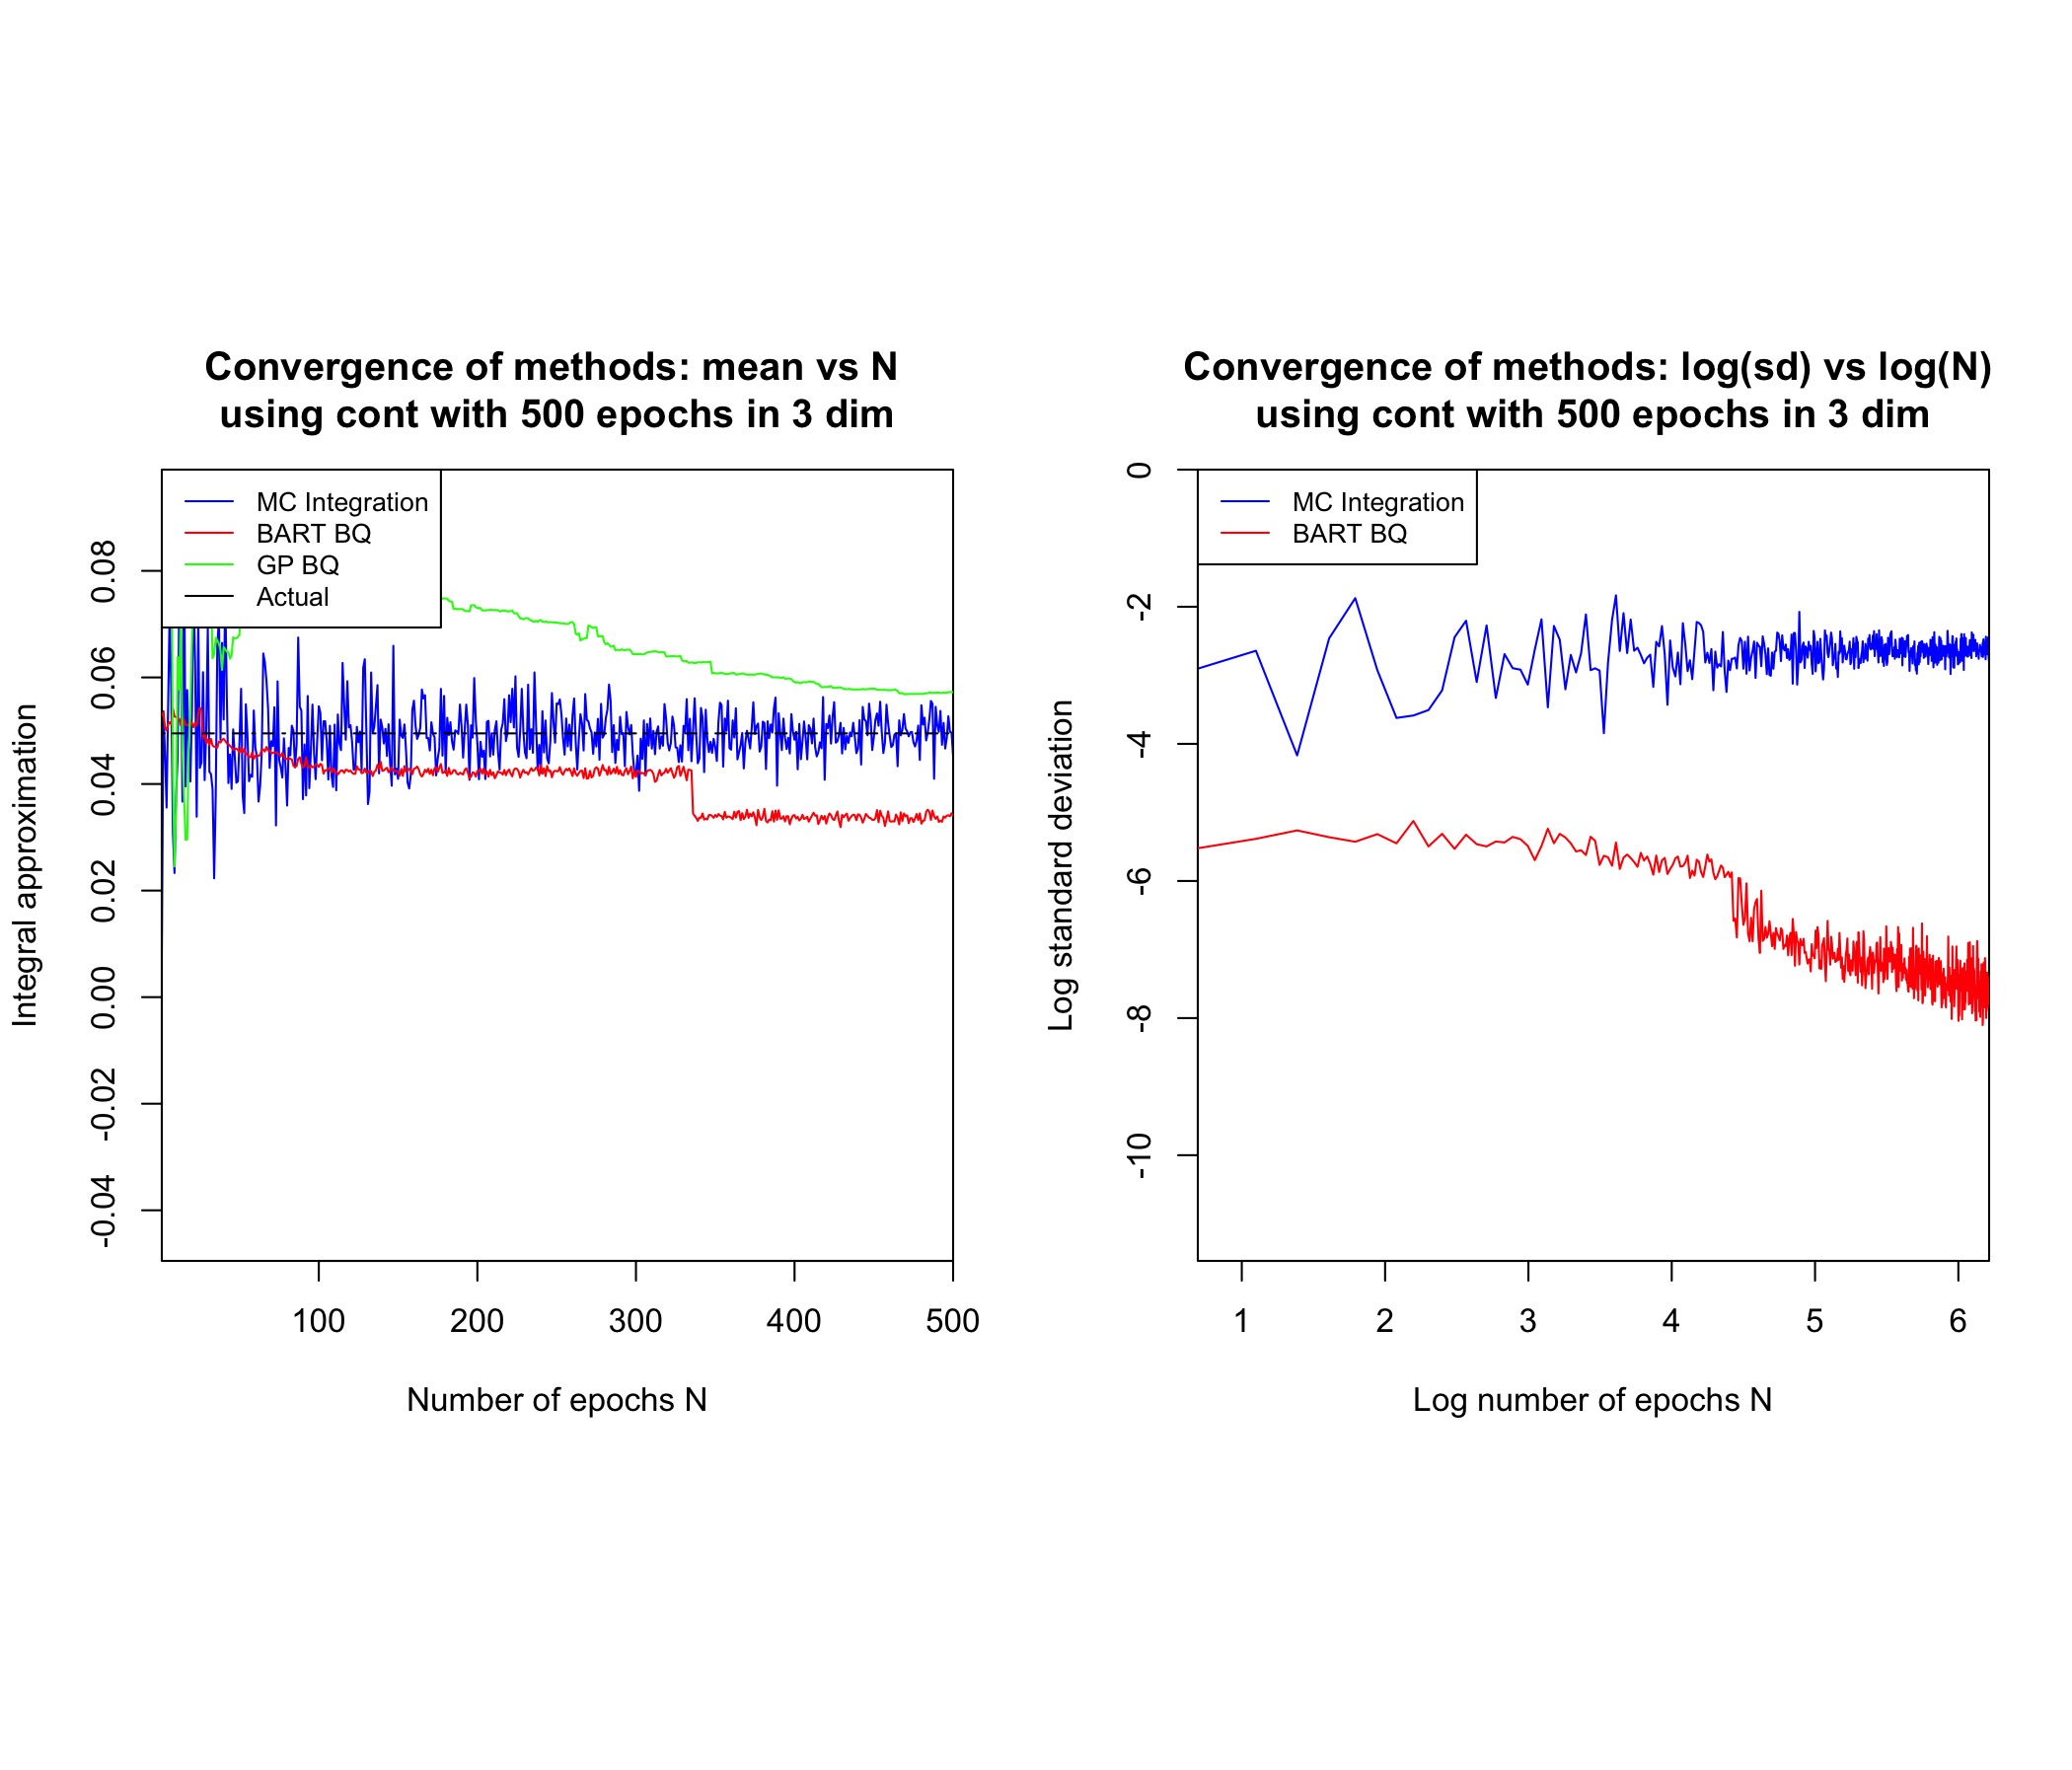 Convergence of methods: mean vs N
using cont with 500 epochs in 3 dim
MC Integration
BART BQ
GP BQ
Actual
Integral approximation
0.08
0.06
0.04
0.02
0.00
-0.02
-0.04
100 200 300 400 500
Number of epochs N
Convergence of methods: log(sd) vs log(N)
using cont with 500 epochs in 3 dim
MC Integration
BART BQ
Log standard deviation
0
-2
-4
-6
-8
-10
1 2 3 4 5 6
Log number of epochs N